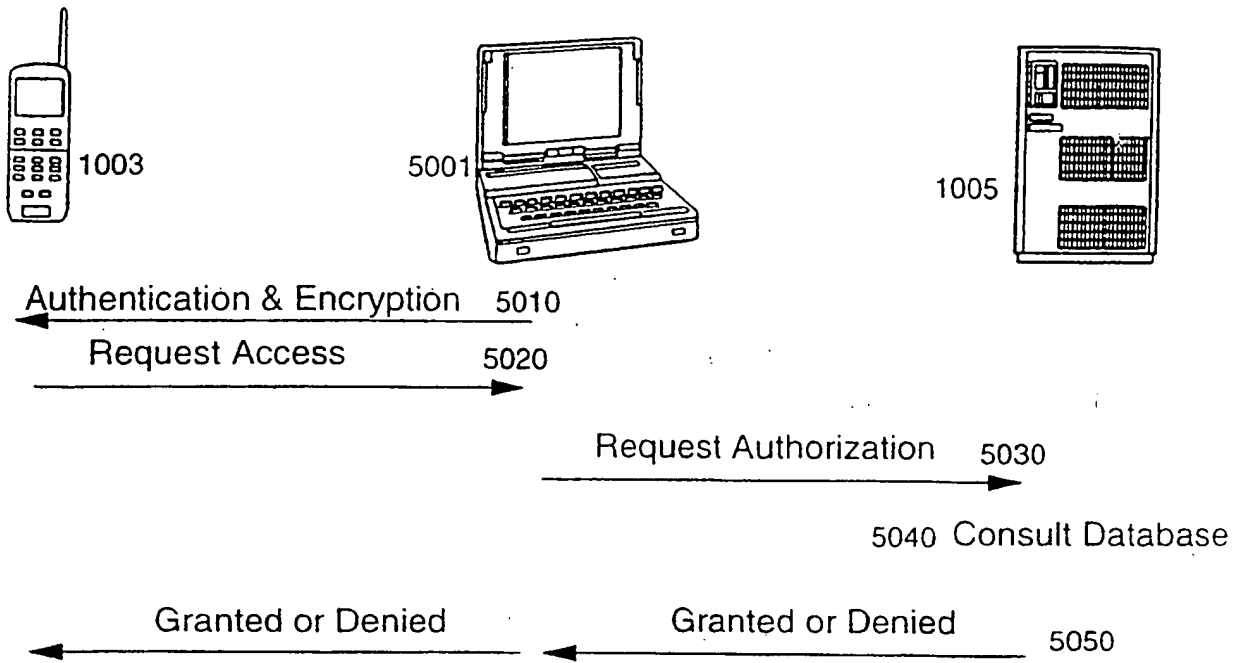 1003
5001
1005
Authentication & Encryption 5010
Request Access 5020
Request Authorization 5030
5040 Consult Database
Granted or Denied Granted or Denied 5050